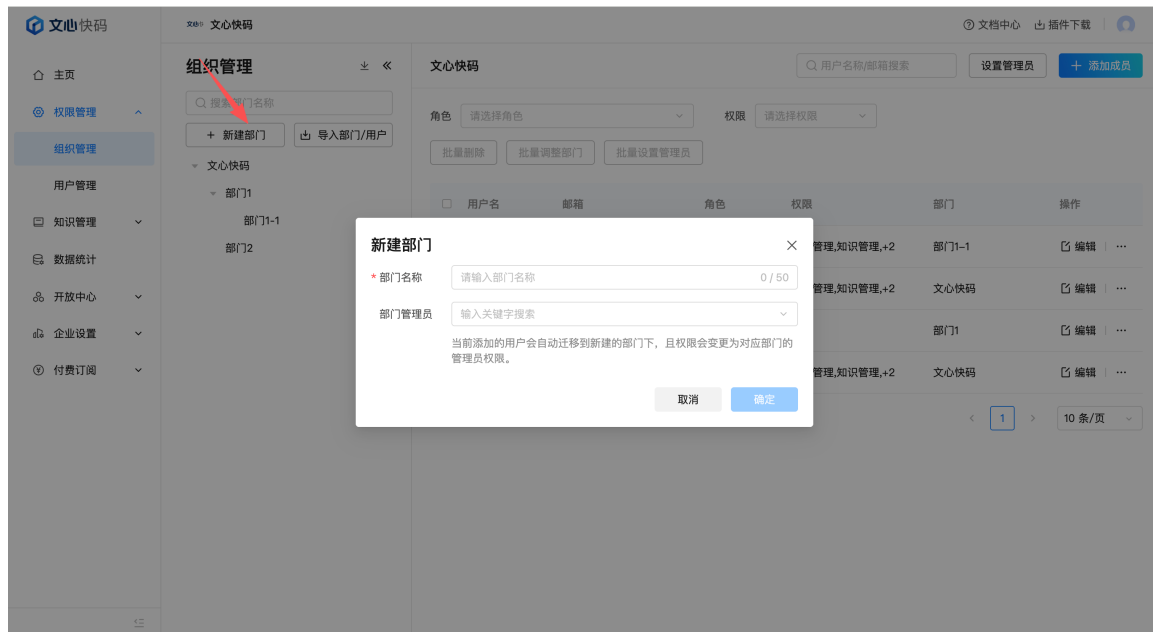 文心快码
文心快码
文档中心
插件下载
主页
权限管理
组织管理
用户管理
知识管理
数据统计
开放中心
企业设置
付费订阅
组织管理
搜索部门名称
+ 新建部门
导入部门/用户
文心快码
部门1
部门1-1
部门2
文心快码
用户名称/邮箱搜索
设置管理员
+ 添加成员
角色 请选择角色
权限 请选择权限
批量删除 批量调整部门 批量设置管理员
用户名 邮箱 角色 权限 部门 操作
管理,知识管理,+2 部门1-1 编辑 ···
管理,知识管理,+2 文心快码 编辑 ···
部门1 编辑 ···
管理,知识管理,+2 文心快码 编辑 ···
1
10 条/页
新建部门
* 部门名称 请输入部门名称 0 / 50
部门管理员 输入关键字搜索
当前添加的用户会自动迁移到新建的部门下，且权限会变更为对应部门的
管理员权限。
取消 确定